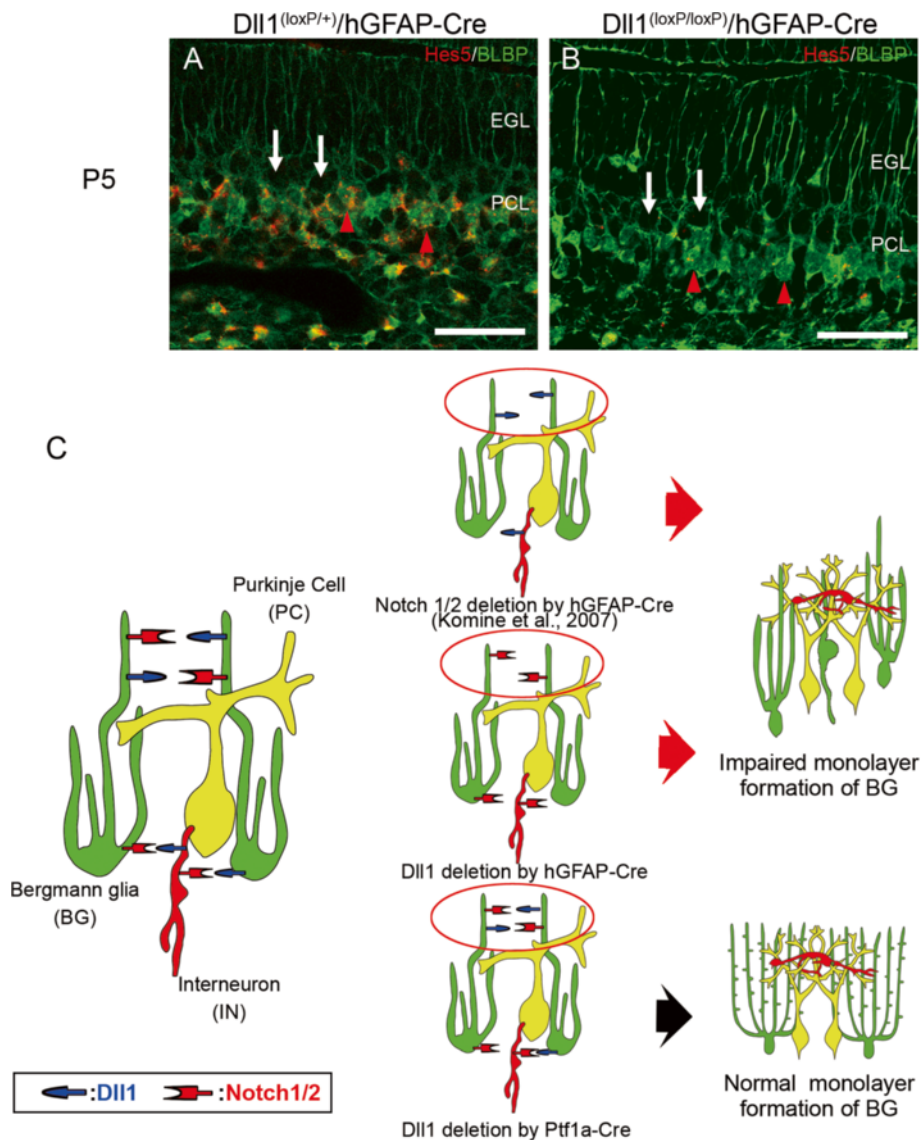 Dll1(loxP/+)/hGFAP-Cre
Dll1(loxP/loxP)/hGFAP-Cre
P5
A
Hes5/BLBP
EGL
PCL
B
Hes5/BLBP
EGL
PCL
C
Purkinje Cell
(PC)
Bergmann glia
(BG)
Interneuron
(IN)
:Dll1
:Notch1/2
Notch 1/2 deletion by hGFAP-Cre
(Komine et al., 2007)
Dll1 deletion by hGFAP-Cre
Impaired monolayer
formation of BG
Dll1 deletion by Ptf1a-Cre
Normal monolayer
formation of BG